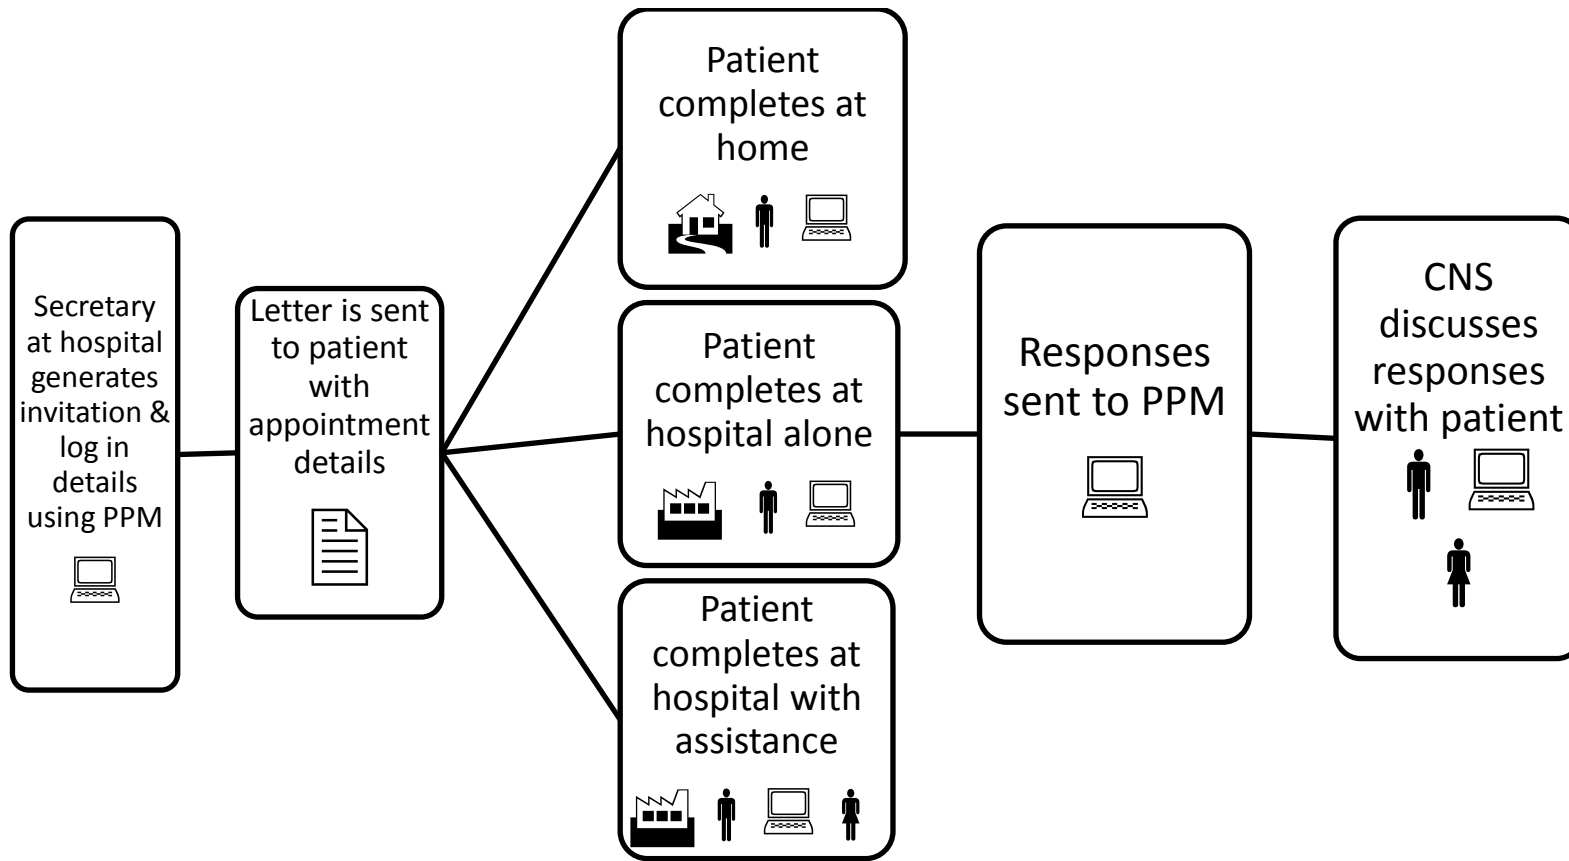 Secretary
at hospital
generates
invitation &
log in
details
using PPM
Letter is sent
to patient
with
appointment
details
Patient
completes at
home
Patient
completes at
hospital alone
Patient
completes at
hospital with
assistance
Responses
sent to PPM
CNS
discusses
responses
with patient